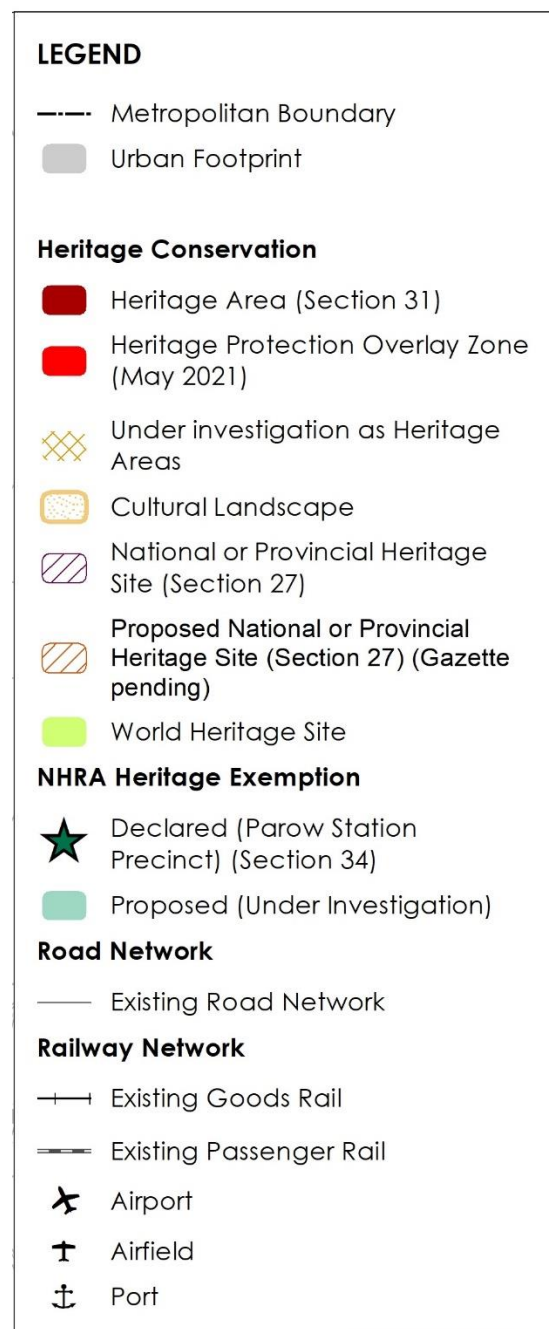 LEGEND
Metropolitan Boundary
Urban Footprint
Heritage Conservation
Heritage Area (Section 31)
Heritage Protection Overlay Zone
(May 2021)
Under investigation as Heritage
Areas
Cultural Landscape
National or Provincial Heritage
Site (Section 27)
Proposed National or Provincial
Heritage Site (Section 27) (Gazette
pending)
World Heritage Site
NHRA Heritage Exemption
Declared (Parow Station
Precinct) (Section 34)
Proposed (Under Investigation)
Road Network
Existing Road Network
Railway Network
Existing Goods Rail
Existing Passenger Rail
Airport
Airfield
Port